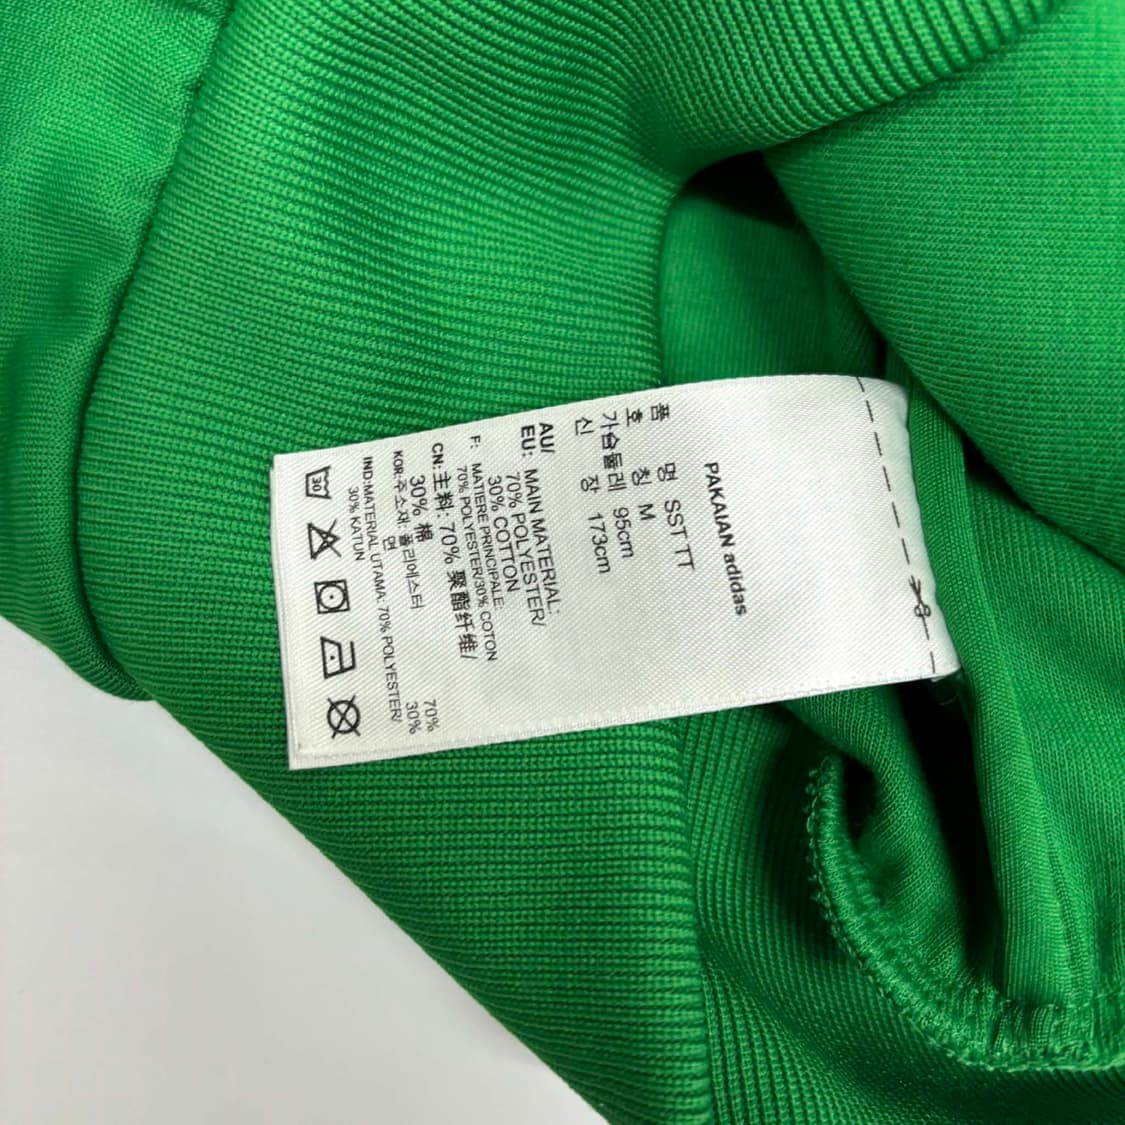 PAKAIAN adidas
품 명 SST TT
호 칭 M
가슴둘레 95cm
신 장 173cm
AU/
EU: MAIN MATERIAL:
70% POLYESTER/
30% COTTON
F: MATIERE PRINCIPALE:
70% POLYESTER/30% COTON
CN: 主料: 70% 聚酯纤维/
30% 棉
KOR:주소재: 폴리에스터 70%
면 30%
IND:MATERIAL UTAMA: 70% POLYESTER/
30% KATUN
30